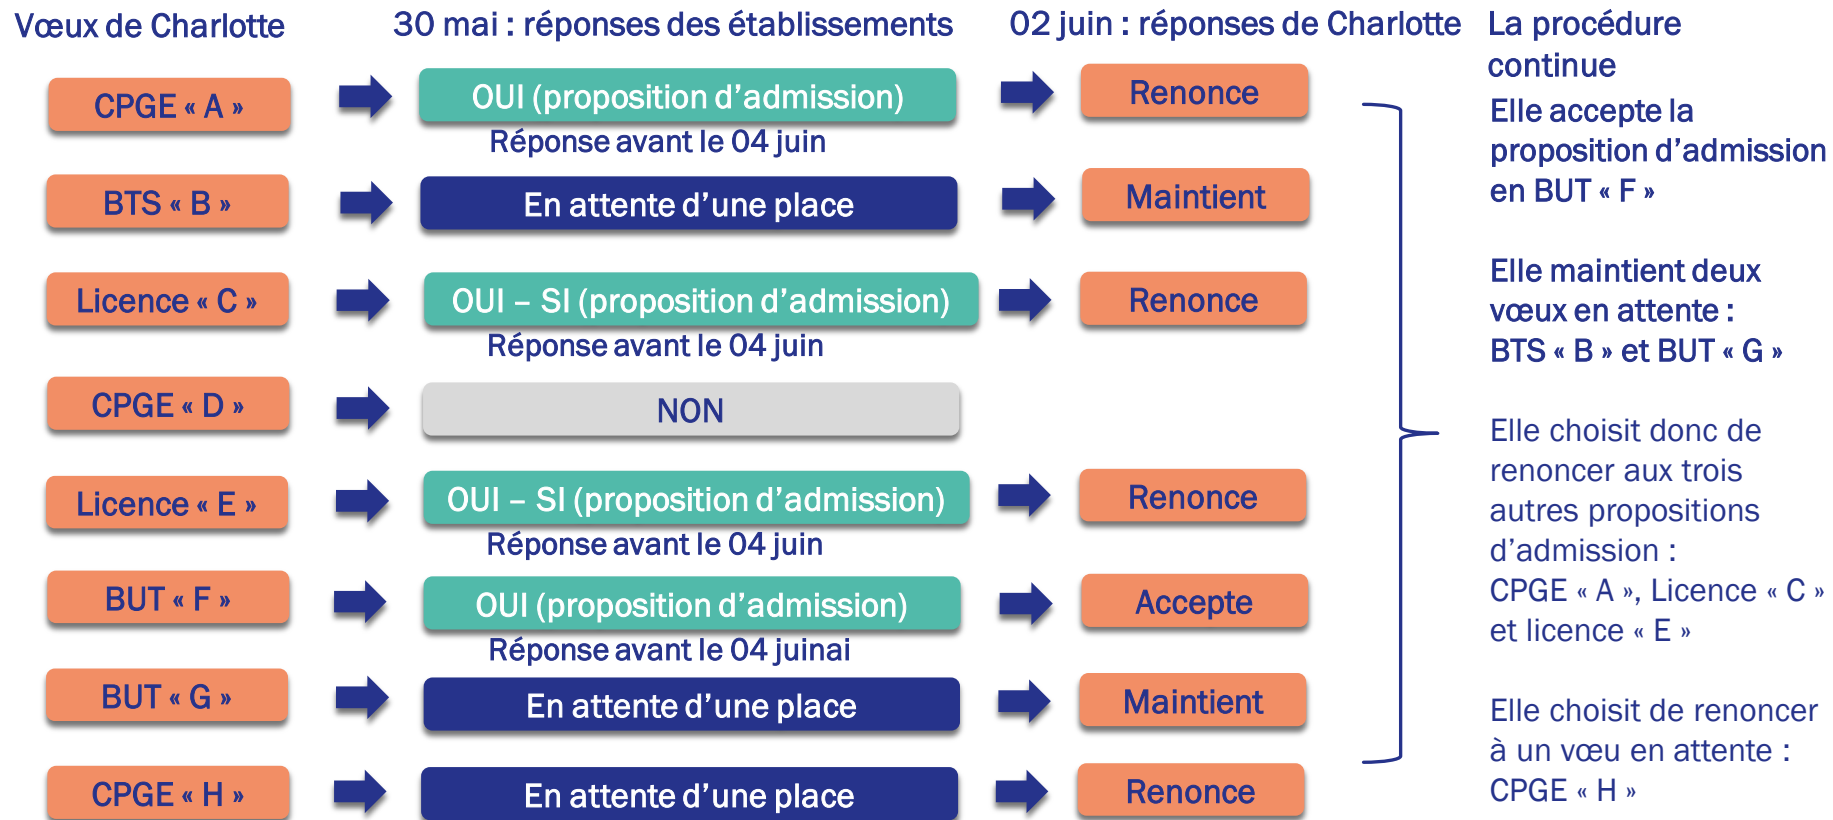 Vœux de Charlotte
30 mai : réponses des établissements
02 juin : réponses de Charlotte
La procédure
continue
CPGE « A »
OUI (proposition d’admission)
Réponse avant le 04 juin
Renonce
BTS « B »
En attente d’une place
Maintient
Licence « C »
OUI – SI (proposition d’admission)
Réponse avant le 04 juin
Renonce
CPGE « D »
NON
Licence « E »
OUI – SI (proposition d’admission)
Réponse avant le 04 juin
Renonce
BUT « F »
OUI (proposition d’admission)
Réponse avant le 04 juinai
Accepte
BUT « G »
En attente d’une place
Maintient
CPGE « H »
En attente d’une place
Renonce
Elle accepte la
proposition d’admission
en BUT « F »
Elle maintient deux
vœux en attente :
BTS « B » et BUT « G »
Elle choisit donc de
renoncer aux trois
autres propositions
d’admission :
CPGE « A », Licence « C »
et licence « E »
Elle choisit de renoncer
à un vœu en attente :
CPGE « H »